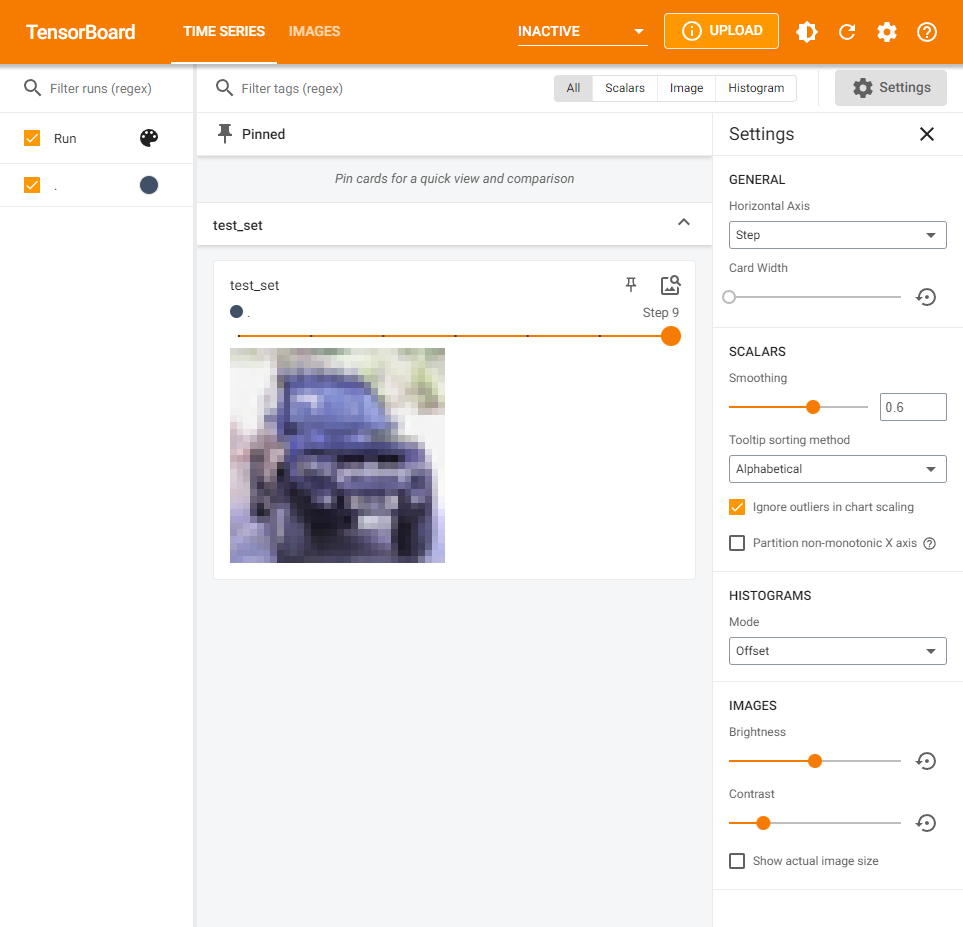 TensorBoard TIME SERIES IMAGES INACTIVE UPLOAD
Filter runs (regex)
Run
.
Filter tags (regex) All Scalars Image Histogram Settings
Pinned
Pin cards for a quick view and comparison
test_set
test_set
. Step 9
Settings
GENERAL
Horizontal Axis
Step
Card Width
SCALARS
Smoothing
0.6
Tooltip sorting method
Alphabetical
Ignore outliers in chart scaling
Partition non-monotonic X axis
HISTOGRAMS
Mode
Offset
IMAGES
Brightness
Contrast
Show actual image size